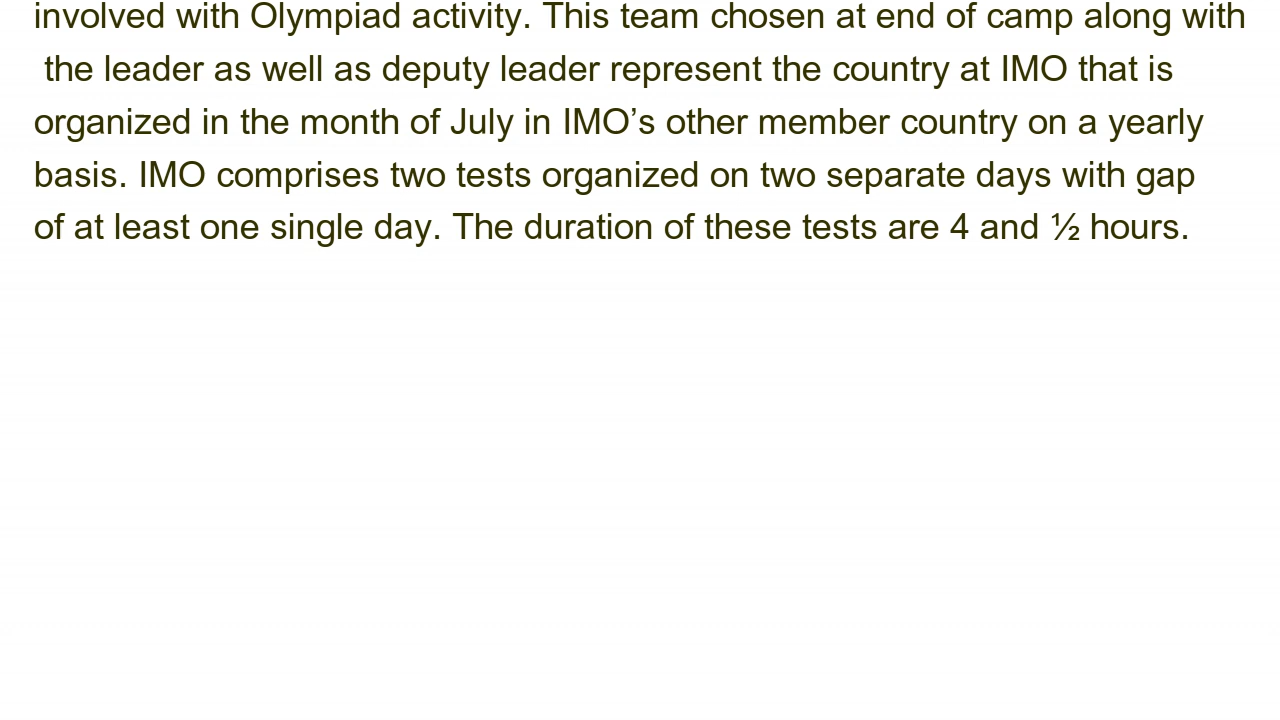 involved with Olympiad activity. This team chosen at end of camp along with
the leader as well as deputy leader represent the country at IMO that is
organized in the month of July in IMO’s other member country on a yearly
basis. IMO comprises two tests organized on two separate days with gap
of at least one single day. The duration of these tests are 4 and ½ hours.